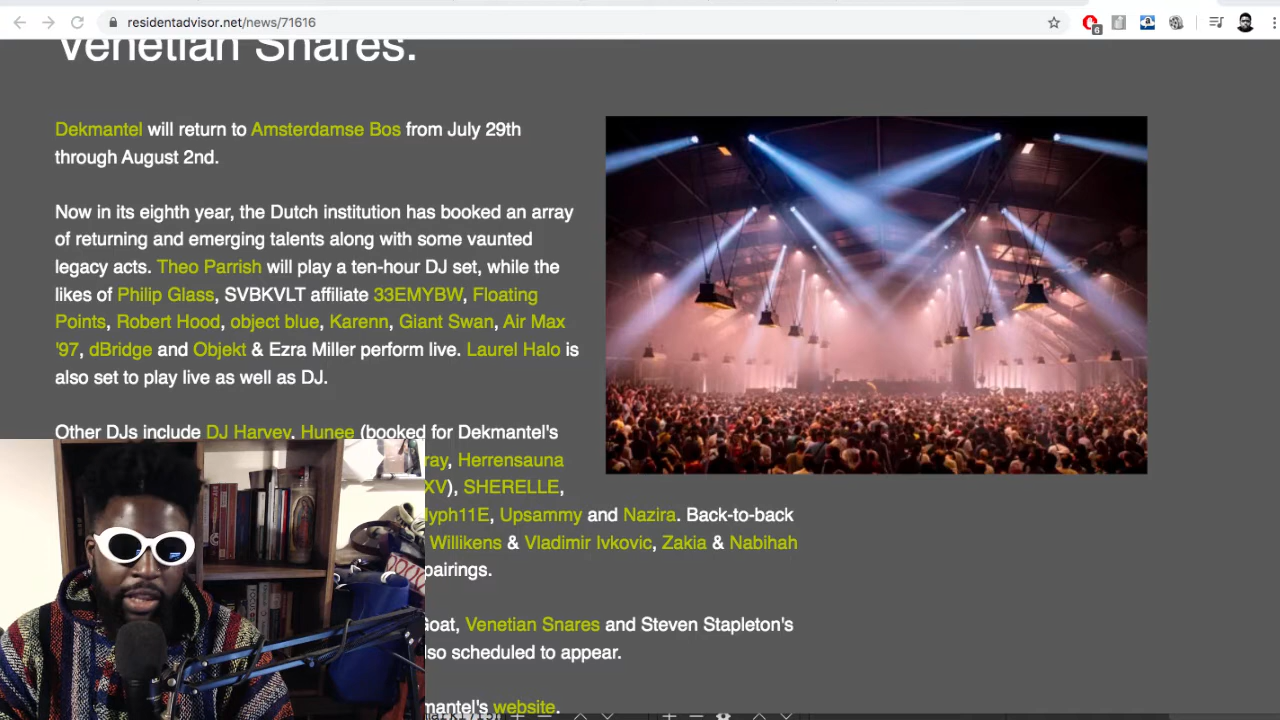 residentadvisor.net/news/71616
6
Venetian Snares.
Dekmantel will return to Amsterdamse Bos from July 29th
through August 2nd.
Now in its eighth year, the Dutch institution has booked an array
of returning and emerging talents along with some vaunted
legacy acts. Theo Parrish will play a ten-hour DJ set, while the
likes of Philip Glass, SVBKVLT affiliate 33EMYBW, Floating
Points, Robert Hood, object blue, Karenn, Giant Swan, Air Max
'97, dBridge and Objekt & Ezra Miller perform live. Laurel Halo is
also set to play live as well as DJ.
Other DJs include DJ Harvey, Hunee (booked for Dekmantel's
ray, Herrensauna
XV), SHERELLE,
lyph11E, Upsammy and Nazira. Back-to-back
Willikens & Vladimir Ivkovic, Zakia & Nabihah
pairings.
Goat, Venetian Snares and Steven Stapleton's
lso scheduled to appear.
mantel's website.